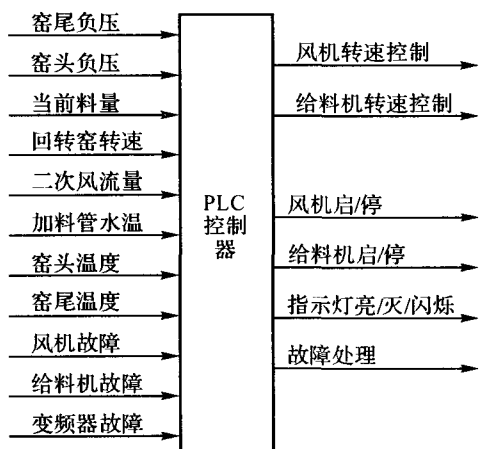 窑尾负压
窑头负压
当前料量
回转窑转速
二次风流量
加料管水温
窑头温度
窑尾温度
风机故障
给料机故障
变频器故障
PLC
控制
器
风机转速控制
给料机转速控制
风机启/停
给料机启/停
指示灯亮/灭/闪烁
故障处理